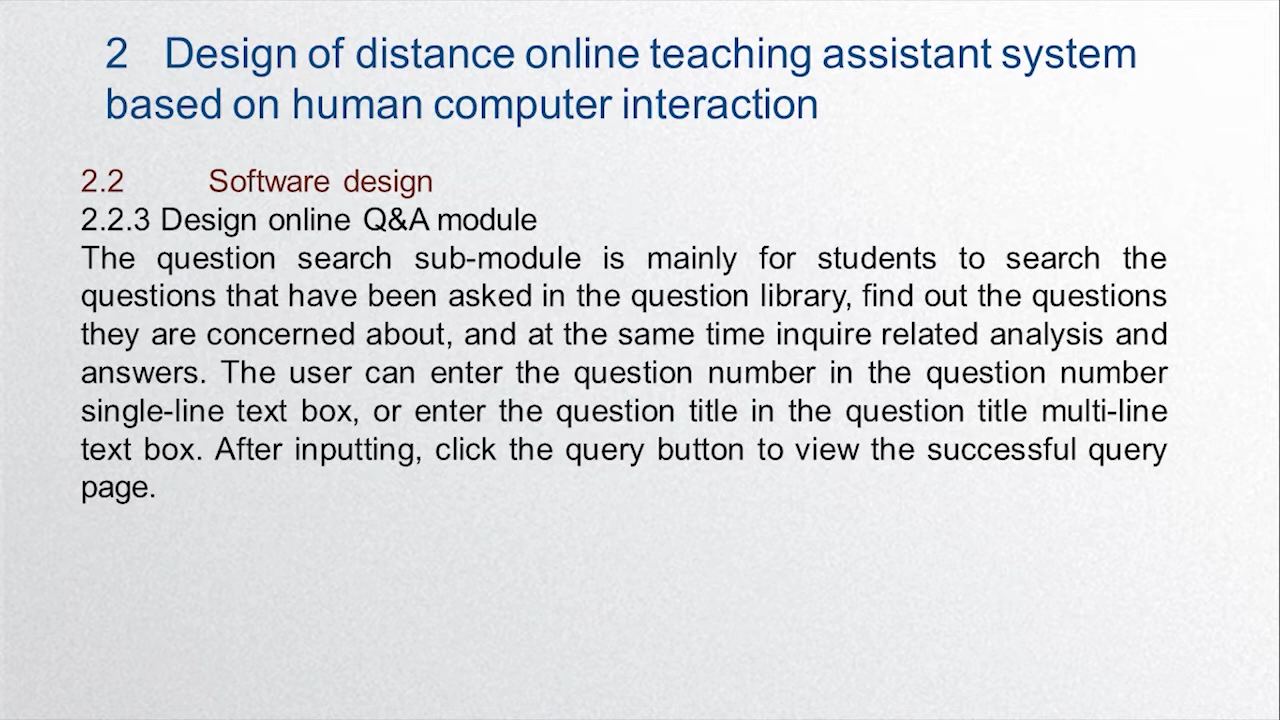 2 Design of distance online teaching assistant system
based on human computer interaction
2.2 Software design
2.2.3 Design online Q&A module
The question search sub-module is mainly for students to search the
questions that have been asked in the question library, find out the questions
they are concerned about, and at the same time inquire related analysis and
answers. The user can enter the question number in the question number
single-line text box, or enter the question title in the question title multi-line
text box. After inputting, click the query button to view the successful query
page.